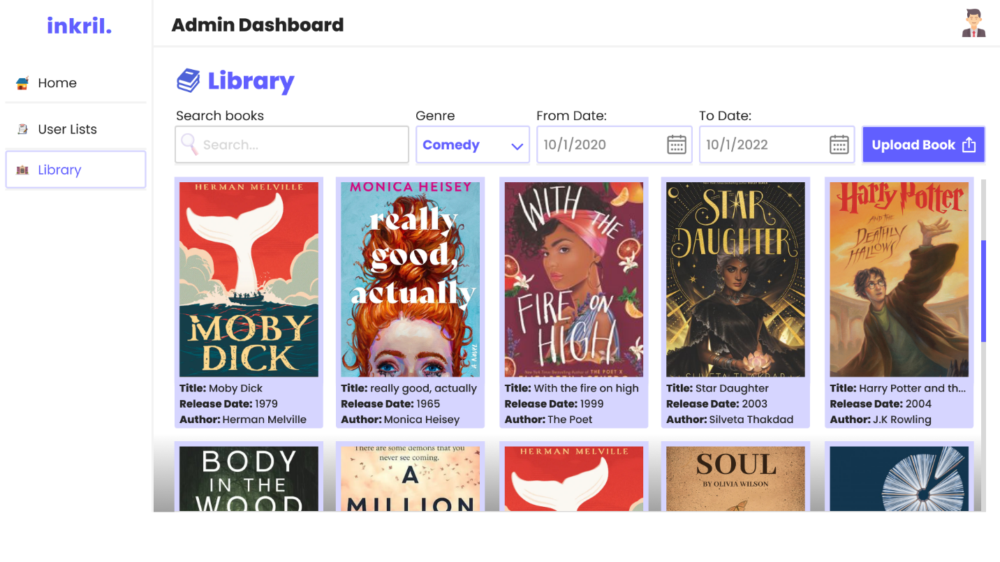 inkril.
Admin Dashboard
Home
User Lists
Library
Library
Search books
Genre
From Date:
To Date:
Search...
Comedy
10/1/2020
10/1/2022
Upload Book
HERMAN MELVILLE
MOBY
DICK
Title: Moby Dick
Release Date: 1979
Author: Herman Melville
MONICA HEISEY
really
good,
actually
A Novel
Title: really good, actually
Release Date: 1965
Author: Monica Heisey
WITH
THE
FIRE ON
HIGH
Title: With the fire on high
Release Date: 1999
Author: The Poet
STAR
DAUGHTER
Title: Star Daughter
Release Date: 2003
Author: Silveta Thakdad
Harry Potter
AND THE
DEATHLY
HALLOWS
Title: Harry Potter and th...
Release Date: 2004
Author: J.K Rowling
BODY
IN THE
WOOD
There are some demons that you
never see coming.
A
MILLION
HERMAN MELVILLE
SOUL
BY OLIVIA WILSON